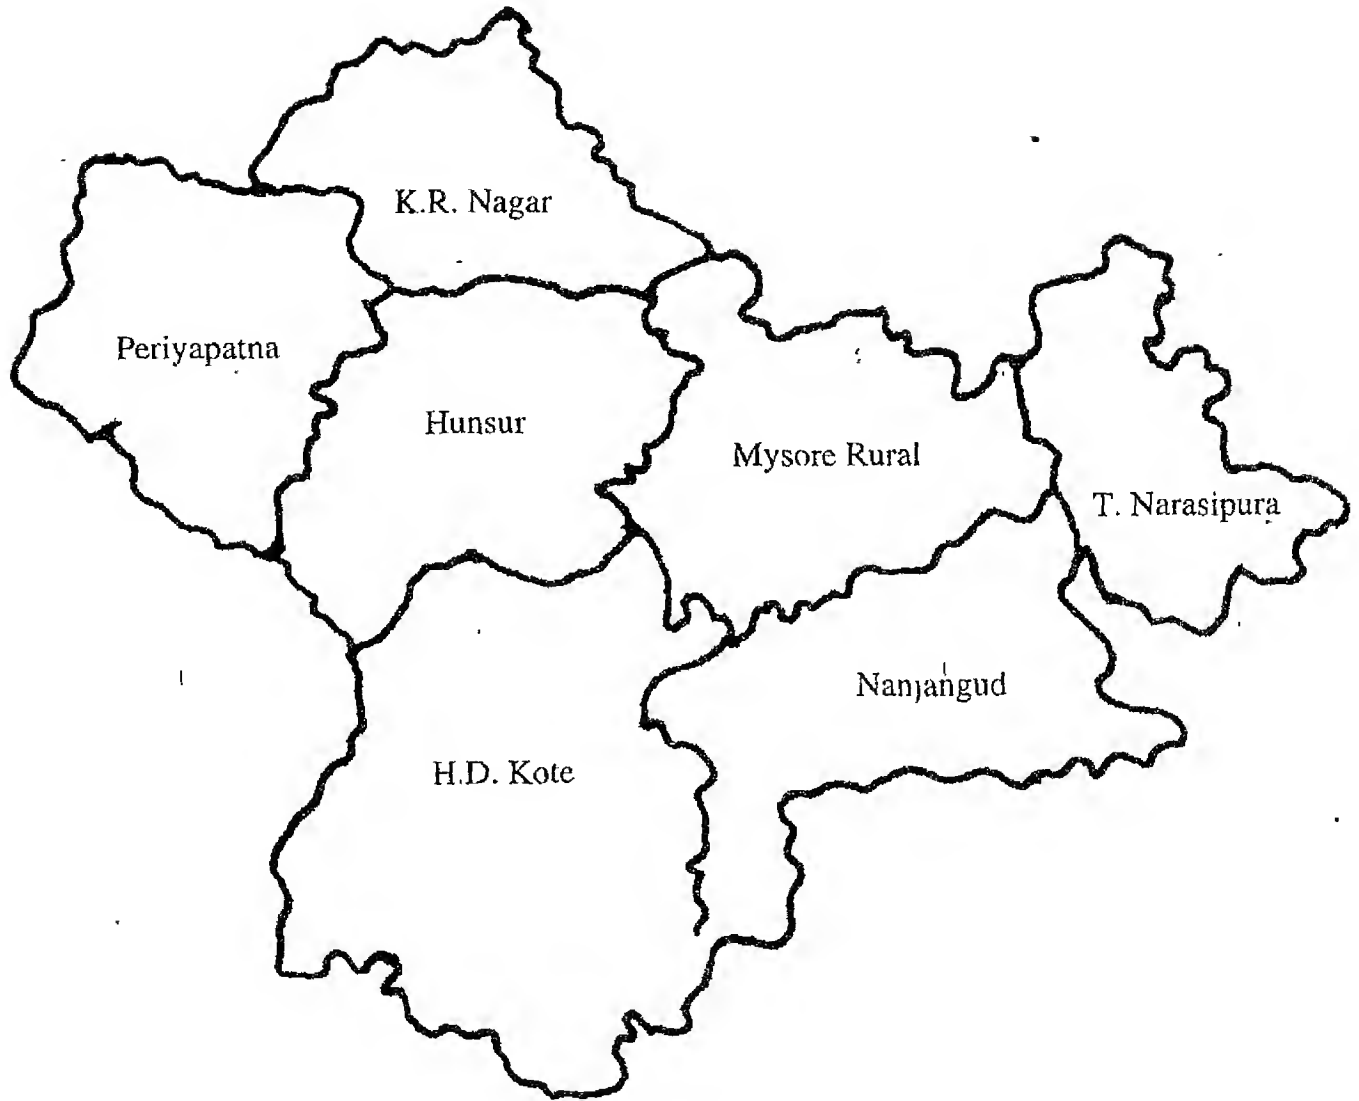 K.R. Nagar
Periyapatna
Hunsur
Mysore Rural
T. Narasipura
Nanjangud
H.D. Kote